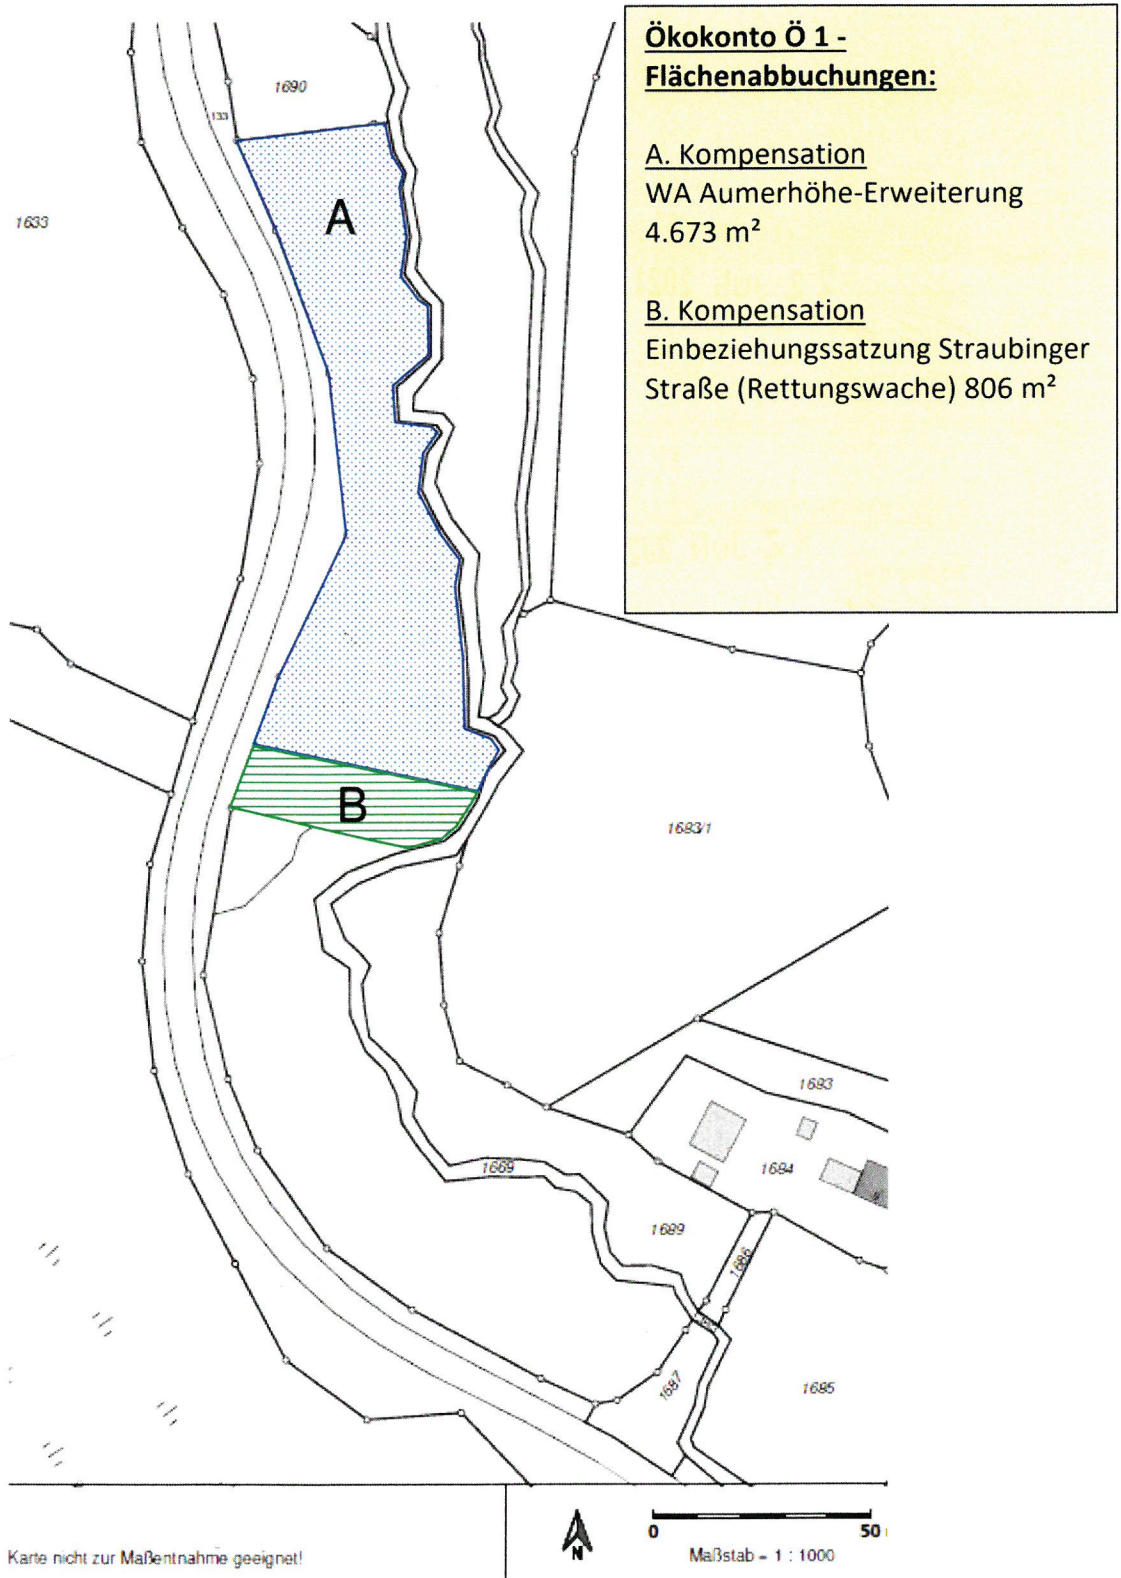 Ökokonto Ö 1 -
Flächenabbuchungen:
A. Kompensation
WA Aumerhöhe-Erweiterung
4.673 m²
B. Kompensation
Einbeziehungssatzung Straubinger
Straße (Rettungswache) 806 m²
1690
133
1633
A
B
1683/1
1683
1684
1669
1689
1686
1687
1685
N
0 50
Maßstab = 1 : 1000
Karte nicht zur Maßentnahme geeignet!